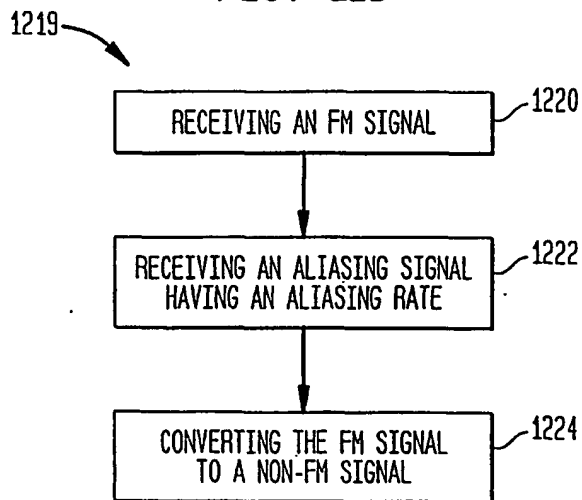 1219
RECEIVING AN FM SIGNAL
1220
RECEIVING AN ALIASING SIGNAL
HAVING AN ALIASING RATE
1222
CONVERTING THE FM SIGNAL
TO A NON-FM SIGNAL
1224